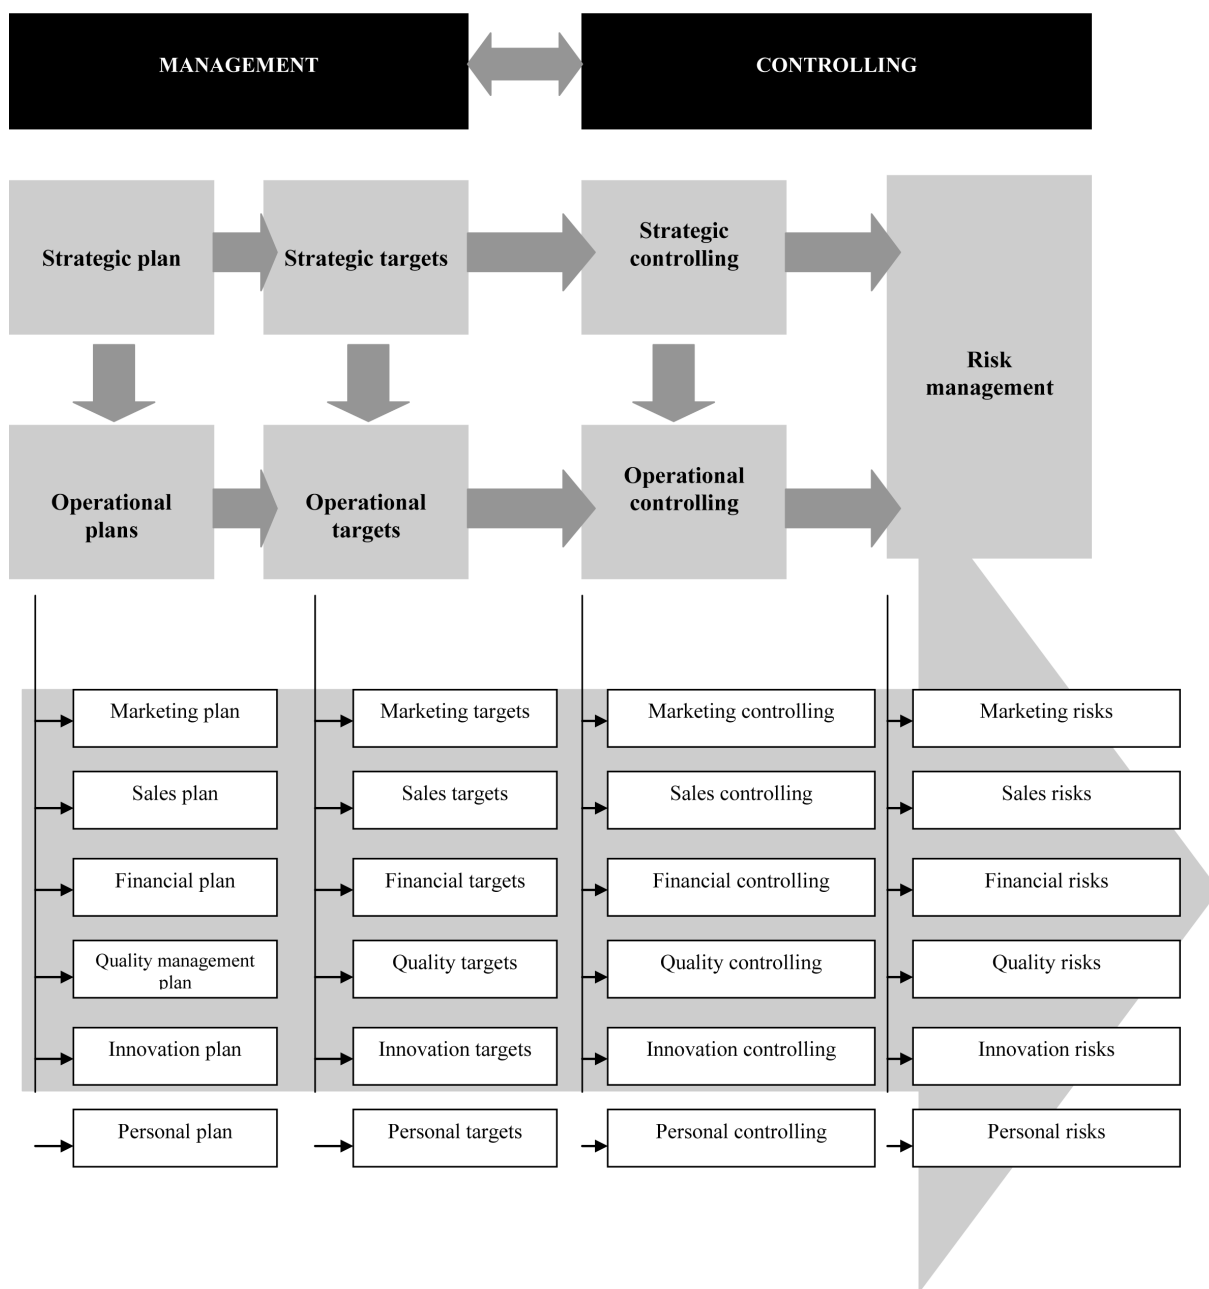 MANAGEMENT
CONTROLLING
Strategic plan
Strategic targets
Strategic
controlling
Risk
management
Operational
plans
Operational
targets
Operational
controlling
Marketing plan
Marketing targets
Marketing controlling
Marketing risks
Sales plan
Sales targets
Sales controlling
Sales risks
Financial plan
Financial targets
Financial controlling
Financial risks
Quality management
plan
Quality targets
Quality controlling
Quality risks
Innovation plan
Innovation targets
Innovation controlling
Innovation risks
Personal plan
Personal targets
Personal controlling
Personal risks